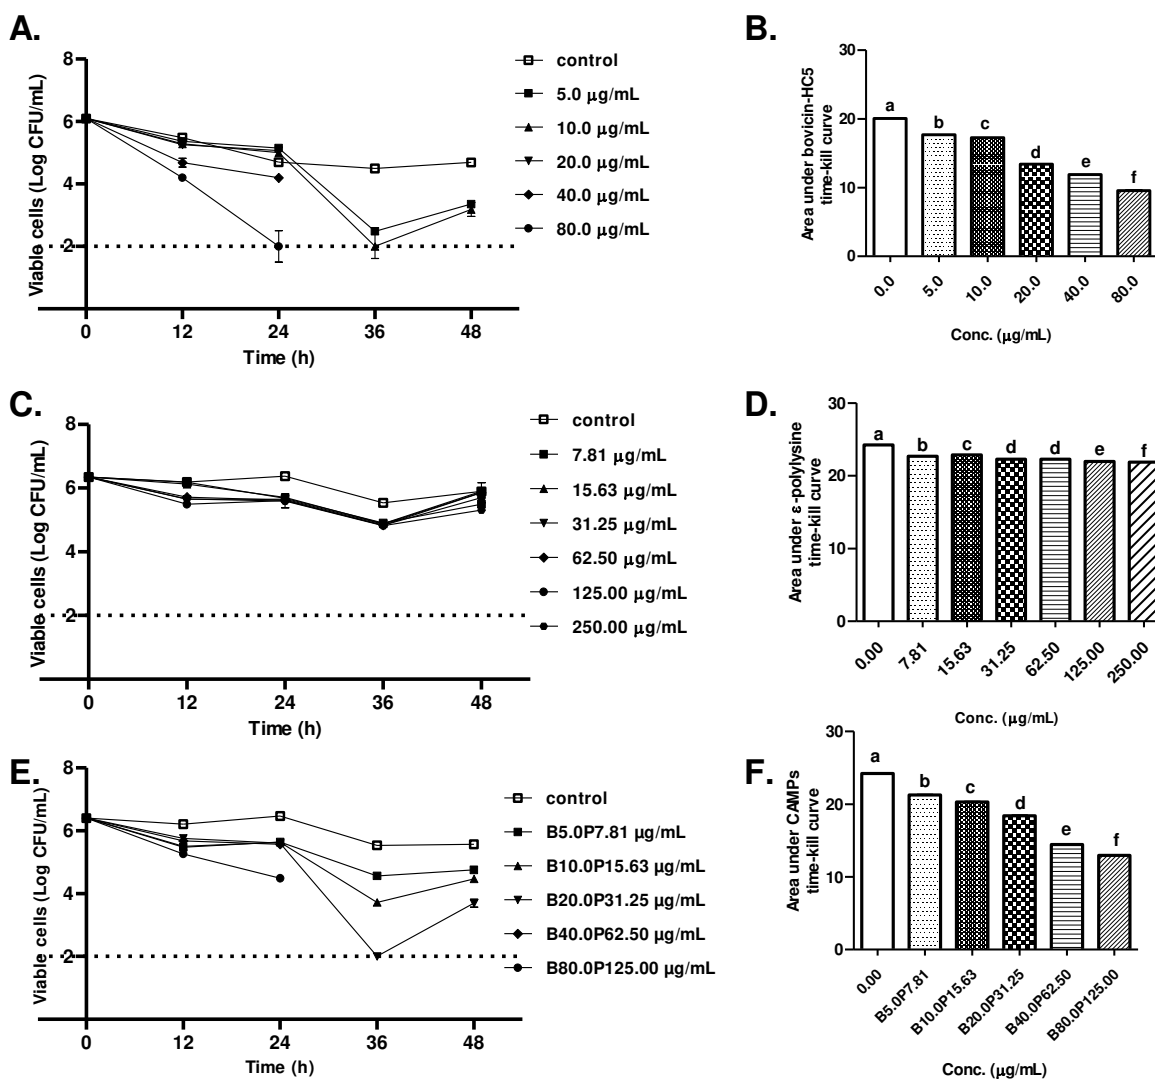 A.
8
6
4
2
Viable cells (Log CFU/mL)
0 12 24 36 48
Time (h)
control
5.0 µg/mL
10.0 µg/mL
20.0 µg/mL
40.0 µg/mL
80.0 µg/mL
B.
30
20
10
0
Area under bovicin-HC5
time-kill curve
a b c d e f
0.0 5.0 10.0 20.0 40.0 80.0
Conc. (µg/mL)
C.
8
6
4
2
Viable cells (Log CFU/mL)
0 12 24 36 48
Time (h)
control
7.81 µg/mL
15.63 µg/mL
31.25 µg/mL
62.50 µg/mL
125.00 µg/mL
250.00 µg/mL
D.
30
20
10
0
Area under ε-polylysine
time-kill curve
a b c d d e f
0.00 7.81 15.63 31.25 62.50 125.00 250.00
Conc. (µg/mL)
E.
8
6
4
2
Viable cells (Log CFU/mL)
0 12 24 36 48
Time (h)
control
B5.0P7.81 µg/mL
B10.0P15.63 µg/mL
B20.0P31.25 µg/mL
B40.0P62.50 µg/mL
B80.0P125.00 µg/mL
F.
30
20
10
0
Area under CAMPs
time-kill curve
a b c d e f
0.00 B5.0P7.81 B10.0P15.63 B20.0P31.25 B40.0P62.50 B80.0P125.00
Conc. (µg/mL)